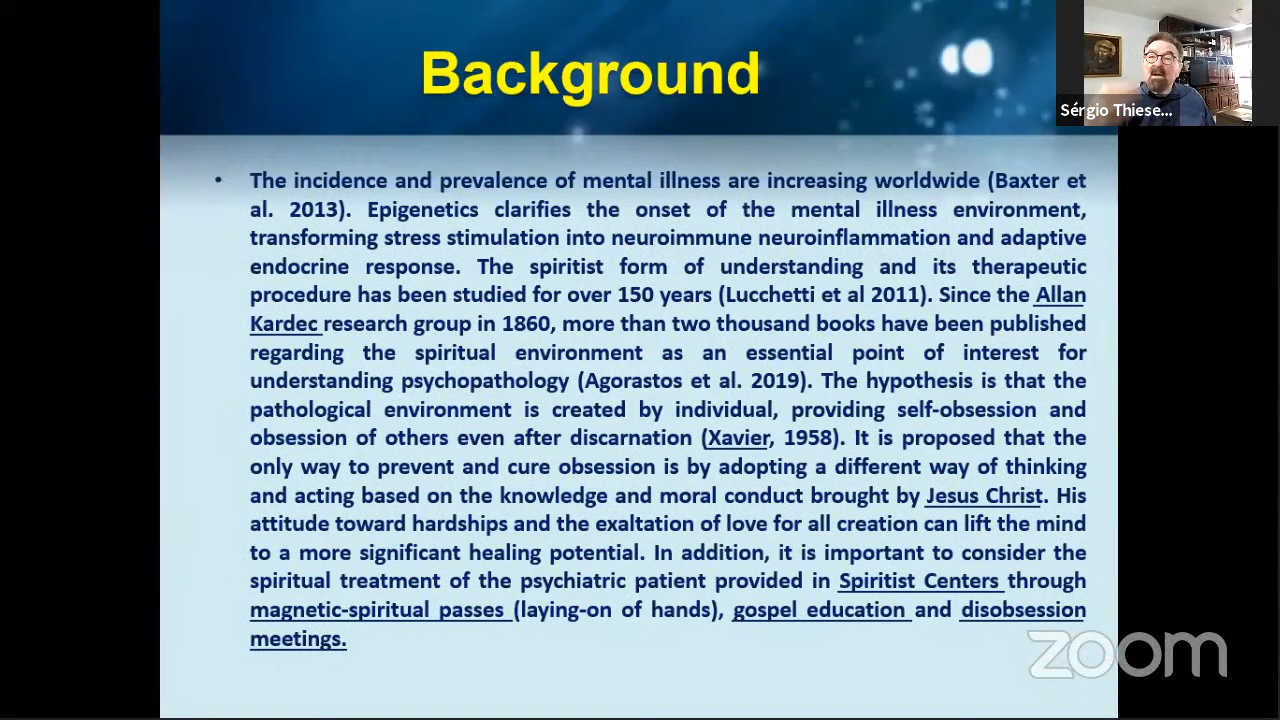 Background
Sérgio Thiese...
• The incidence and prevalence of mental illness are increasing worldwide (Baxter et
al. 2013). Epigenetics clarifies the onset of the mental illness environment,
transforming stress stimulation into neuroimmune neuroinflammation and adaptive
endocrine response. The spiritist form of understanding and its therapeutic
procedure has been studied for over 150 years (Lucchetti et al 2011). Since the Allan
Kardec research group in 1860, more than two thousand books have been published
regarding the spiritual environment as an essential point of interest for
understanding psychopathology (Agorastos et al. 2019). The hypothesis is that the
pathological environment is created by individual, providing self-obsession and
obsession of others even after discarnation (Xavier, 1958). It is proposed that the
only way to prevent and cure obsession is by adopting a different way of thinking
and acting based on the knowledge and moral conduct brought by Jesus Christ. His
attitude toward hardships and the exaltation of love for all creation can lift the mind
to a more significant healing potential. In addition, it is important to consider the
spiritual treatment of the psychiatric patient provided in Spiritist Centers through
magnetic-spiritual passes (laying-on of hands), gospel education and disobsession
meetings.
zoom